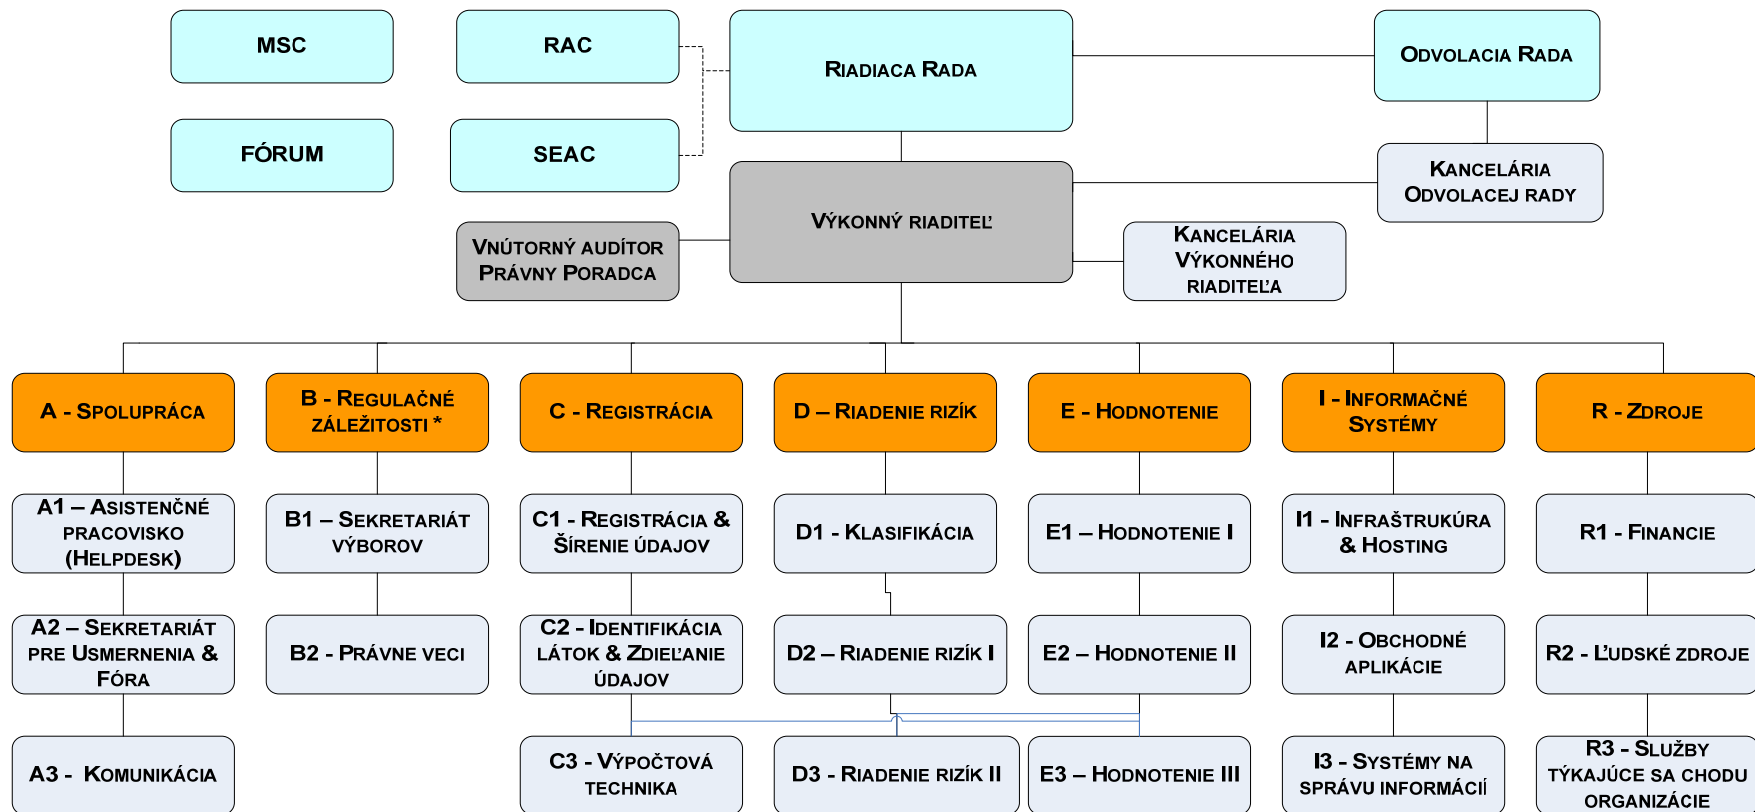 MSC
RAC
RIADIACA RADA
ODVOLACIA RADA
FÓRUM
SEAC
KANCELÁRIA
ODVOLACEJ RADY
VÝKONNÝ RIADITEĽ
VNÚTORNÝ AUDÍTOR
PRÁVNY PORADCA
KANCELÁRIA
VÝKONNÉHO
RIADITEĽA
A - SPOLUPRÁCA
B - REGULAČNÉ
ZÁLEŽITOSTI *
C - REGISTRÁCIA
D – RIADENIE RIZÍK
E - HODNOTENIE
I - INFORMAČNÉ
SYSTÉMY
R - ZDROJE
A1 – ASISTENČNÉ
PRACOVISKO
(HELPDESK)
B1 – SEKRETARIÁT
VÝBOROV
C1 - REGISTRÁCIA &
ŠÍRENIE ÚDAJOV
D1 - KLASIFIKÁCIA
E1 – HODNOTENIE I
I1 - INFRAŠTRUKÚRA
& HOSTING
R1 - FINANCIE
A2 – SEKRETARIÁT
PRE USMERNENIA &
FÓRA
B2 - PRÁVNE VECI
C2 - IDENTIFIKÁCIA
LÁTOK & ZDIEĽANIE
ÚDAJOV
D2 – RIADENIE RIZÍK I
E2 – HODNOTENIE II
I2 - OBCHODNÉ
APLIKÁCIE
R2 - ĽUDSKÉ ZDROJE
A3 - KOMUNIKÁCIA
C3 - VÝPOČTOVÁ
TECHNIKA
D3 - RIADENIE RIZÍK II
E3 – HODNOTENIE III
I3 - SYSTÉMY NA
SPRÁVU INFORMÁCIÍ
R3 - SLUŽBY
TÝKAJÚCE SA CHODU
ORGANIZÁCIE